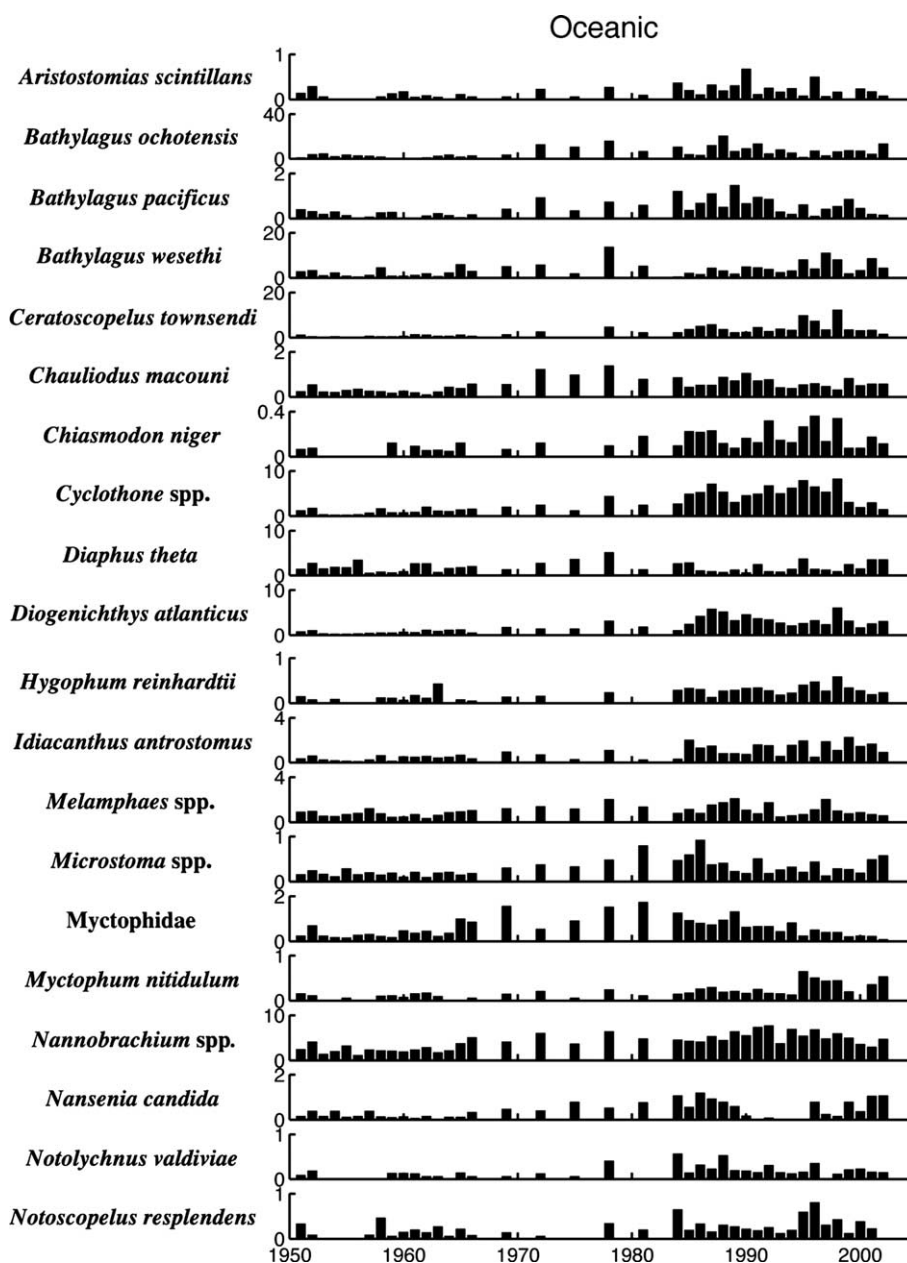 Oceanic
Aristostomias scintillans
1
0
Bathylagus ochotensis
40
0
Bathylagus pacificus
2
0
Bathylagus wesethi
20
0
Ceratoscopelus townsendi
20
0
Chauliodus macouni
2
0
Chiasmodon niger
0.4
0
Cyclothone spp.
10
0
Diaphus theta
10
0
Diogenichthys atlanticus
10
0
Hygophum reinhardtii
1
0
Idiacanthus antrostomus
4
0
Melamphaes spp.
4
0
Microstoma spp.
1
0
Myctophidae
2
0
Myctophum nitidulum
1
0
Nannobrachium spp.
10
0
Nansenia candida
2
0
Notolychnus valdiviae
1
0
Notoscopelus resplendens
1
0
1950 1960 1970 1980 1990 2000